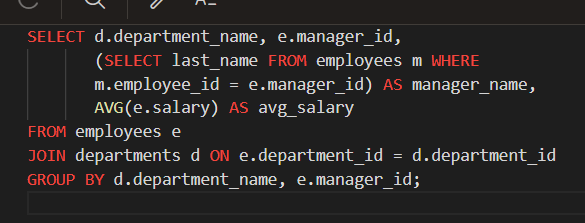 SELECT d.department_name, e.manager_id,
(SELECT last_name FROM employees m WHERE
m.employee_id = e.manager_id) AS manager_name,
AVG(e.salary) AS avg_salary
FROM employees e
JOIN departments d ON e.department_id = d.department_id
GROUP BY d.department_name, e.manager_id;